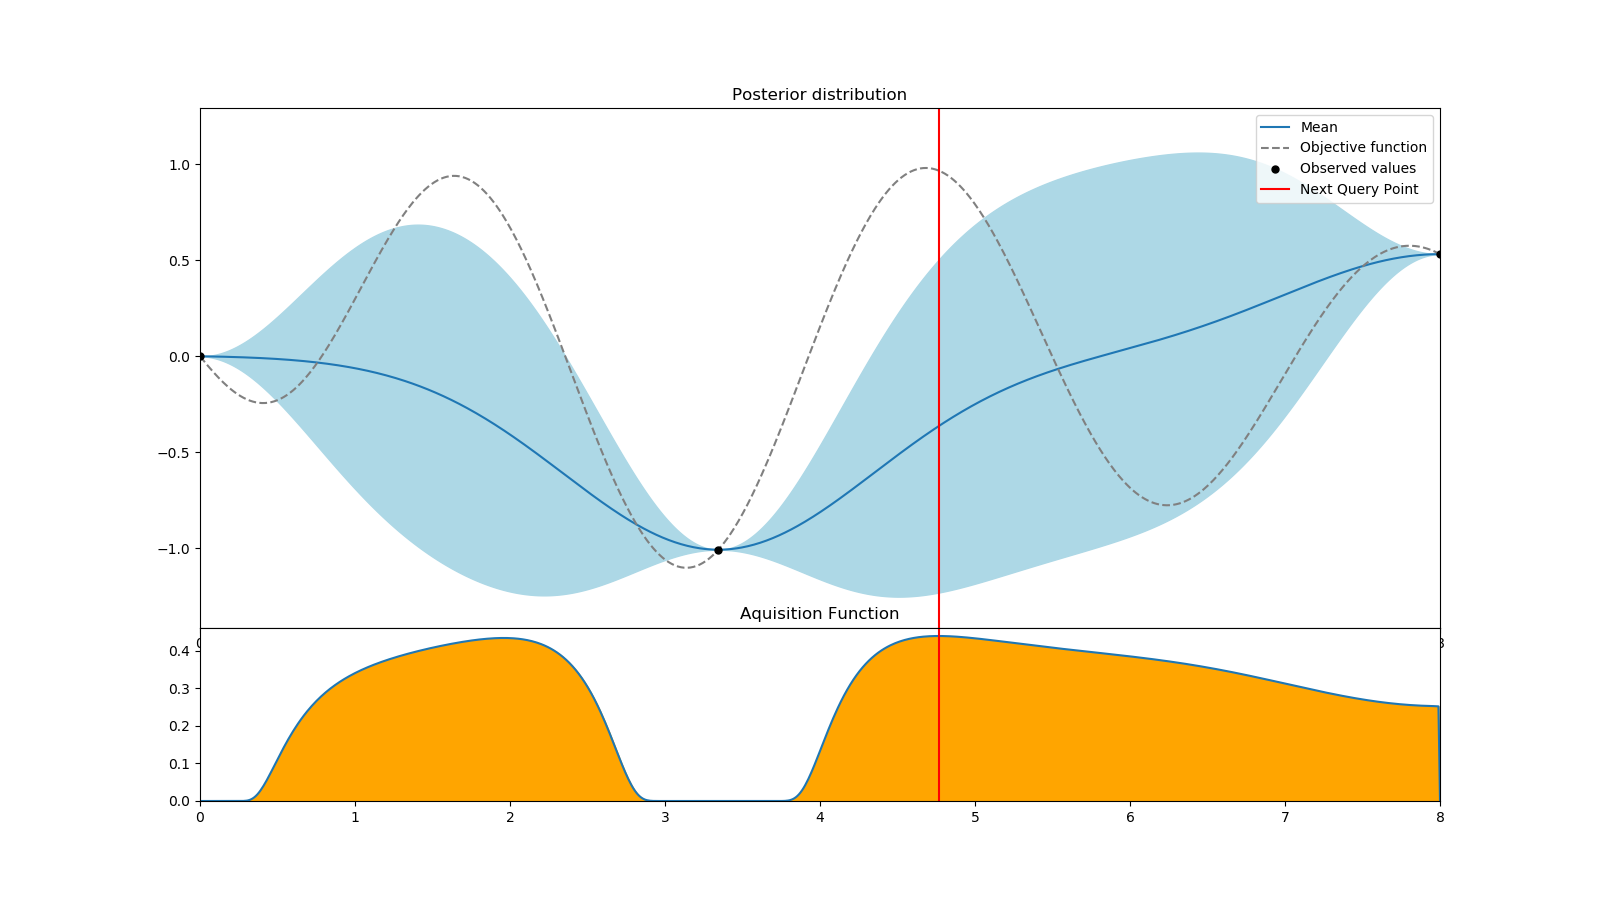 Posterior distribution
Mean
Objective function
Observed values
Next Query Point
1.0
0.5
0.0
−0.5
−1.0
Aquisition Function
0.4
0.3
0.2
0.1
0.0
0 1 2 3 4 5 6 7 8